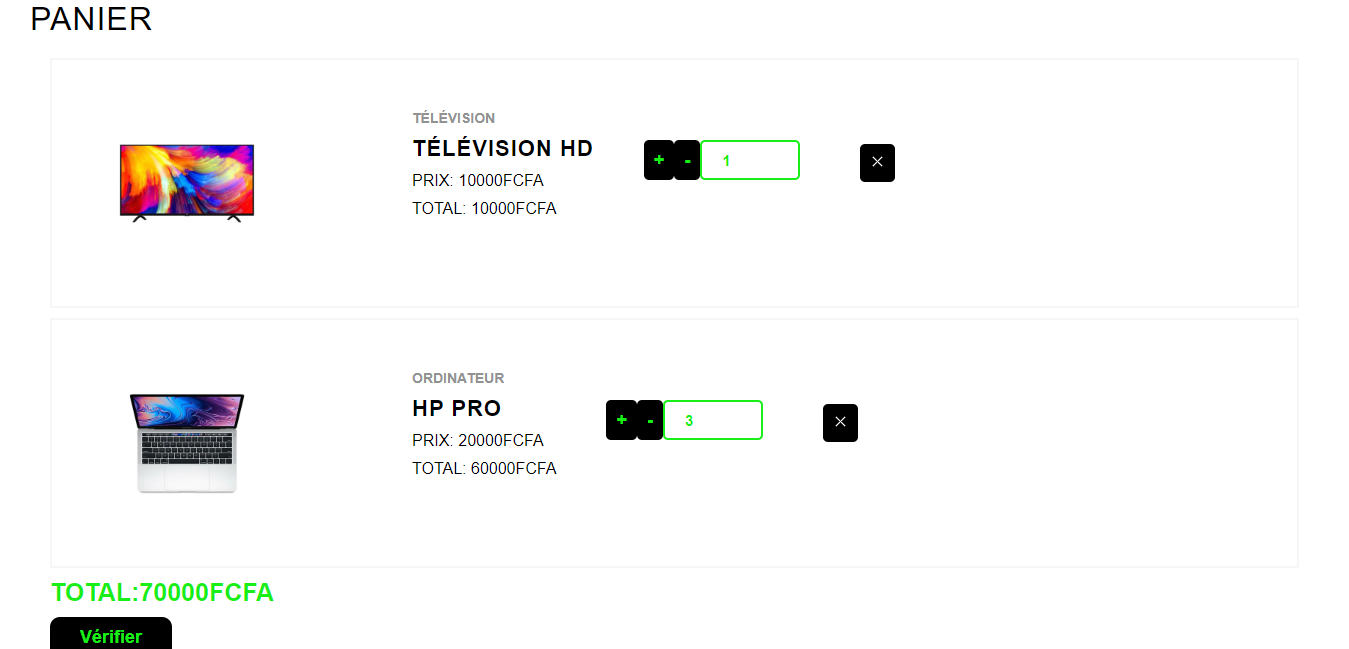 PANIER
TÉLÉVISION
TÉLÉVISION HD
PRIX: 10000FCFA
TOTAL: 10000FCFA
+ - 1 ×
ORDINATEUR
HP PRO
PRIX: 20000FCFA
TOTAL: 60000FCFA
+ - 3 ×
TOTAL:70000FCFA
Vérifier